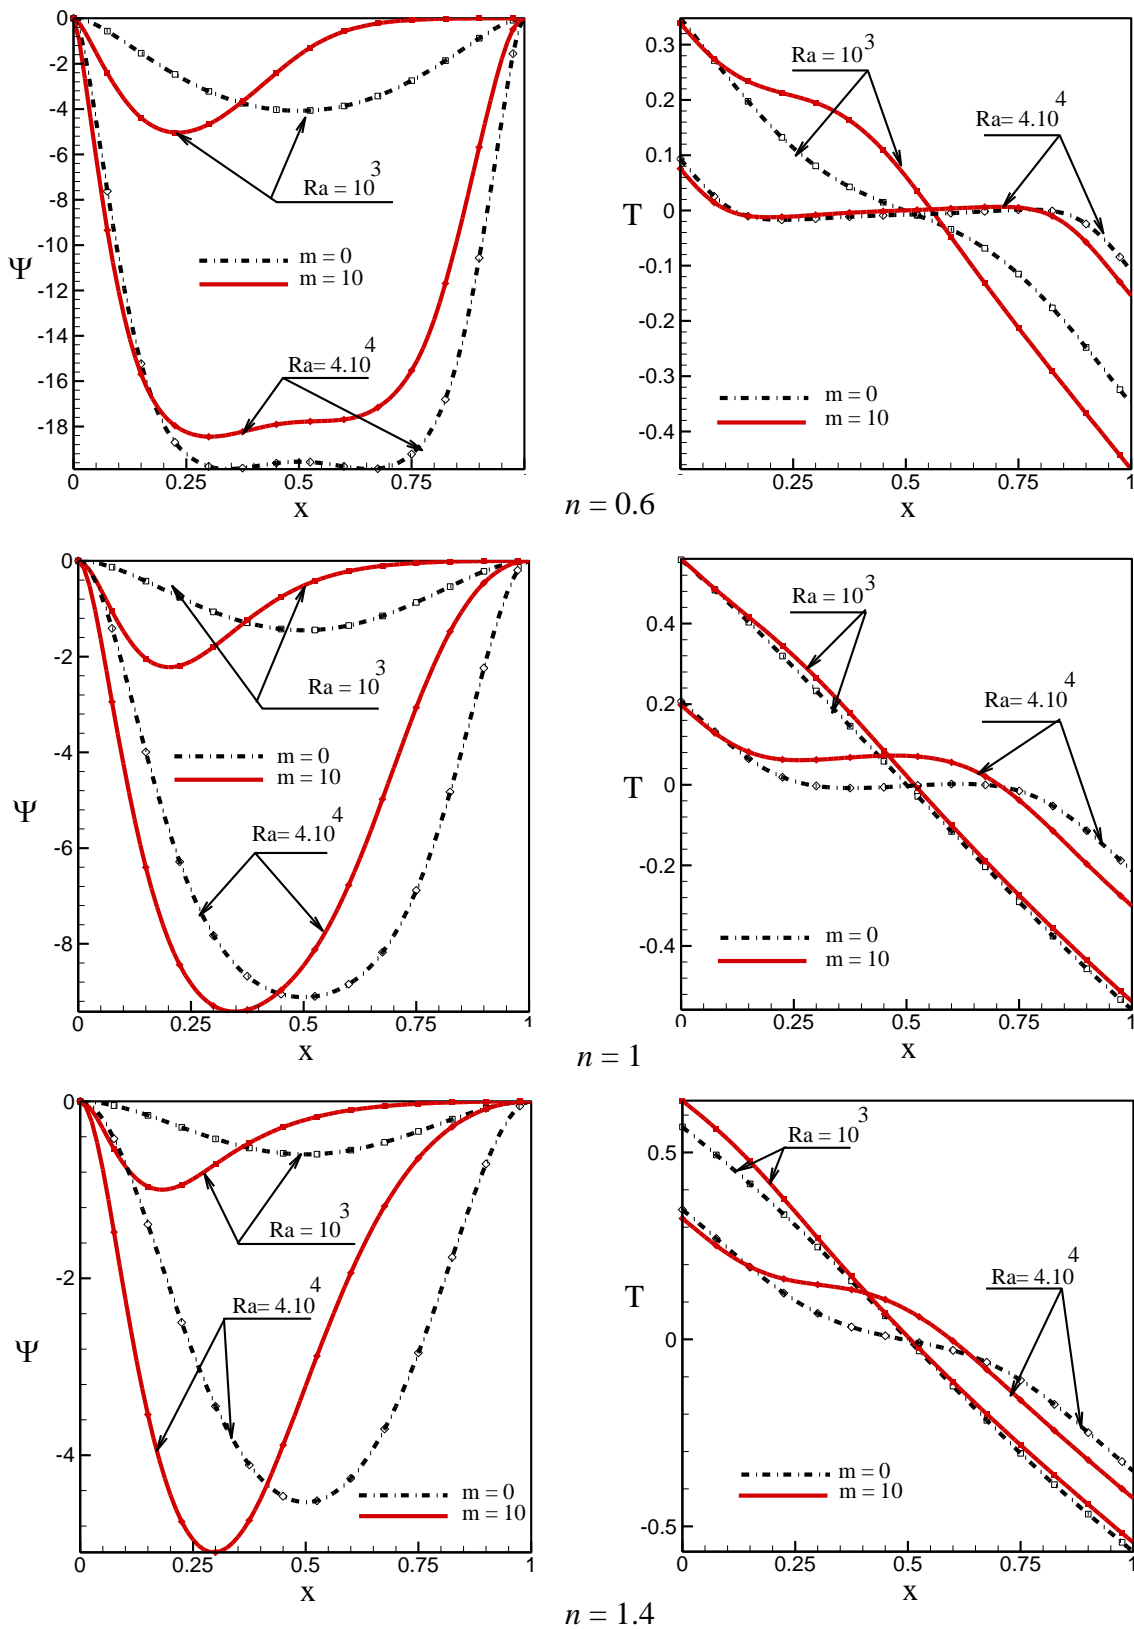 0
-2
-4
-6
-8
-10
-12
-14
-16
-18
Ψ
Ra = 10^3
m = 0
m = 10
Ra= 4.10^4
0 0.25 0.5 0.75
x
0.3
0.2
0.1
0
-0.1
-0.2
-0.3
-0.4
T
Ra = 10^3
Ra= 4.10^4
m = 0
m = 10
0.25 0.5 0.75 1
x
n = 0.6
0
-2
-4
-6
-8
Ψ
Ra = 10^3
m = 0
m = 10
Ra= 4.10^4
0 0.25 0.5 0.75 1
x
0.4
0.2
0
-0.2
-0.4
T
Ra = 10^3
Ra= 4.10^4
m = 0
m = 10
0 0.25 0.5 0.75 1
x
n = 1
0
-2
-4
Ψ
Ra = 10^3
Ra= 4.10^4
m = 0
m = 10
0 0.25 0.5 0.75 1
x
0.5
0
-0.5
T
Ra = 10^3
Ra= 4.10^4
m = 0
m = 10
0 0.25 0.5 0.75 1
x
n = 1.4